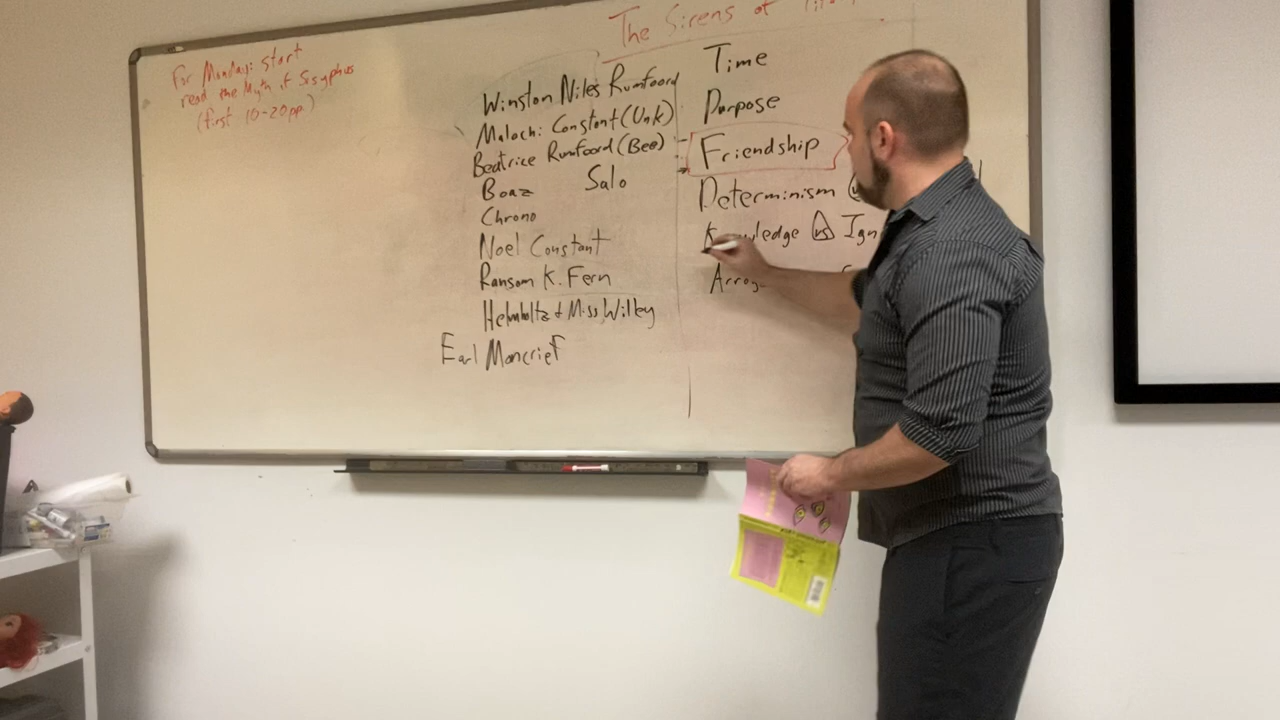 The Sirens of Titan
For Monday: start
read the Myth of Sisyphus
(first 10-20pp.)
Winston Niles Rumfoord
Malachi Constant (Unk)
Beatrice Rumfoord (Bee)
Boaz Salo
Chrono
Noel Constant
Ransom K. Fern
Helmholtz + Miss Willey
Earl Moncrief
Time
Purpose
Friendship
Determinism
Knowledge vs Ign
Arrog